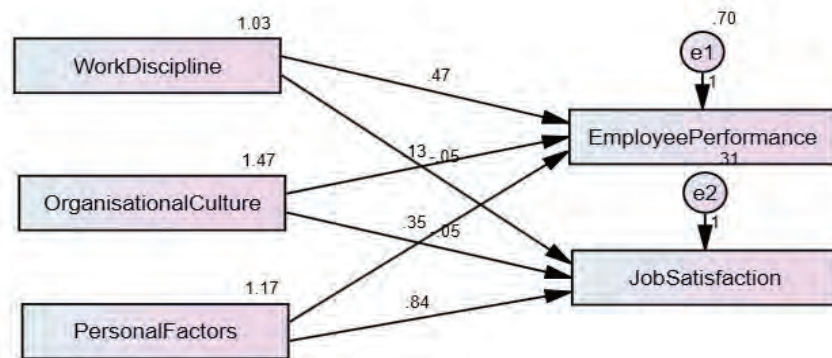 1.03
WorkDiscipline
.70
e1
1
.47
EmployeePerformance
1.47
OrganisationalCulture
.13
-.05
.31
e2
1
.35
-.05
JobSatisfaction
1.17
PersonalFactors
.84